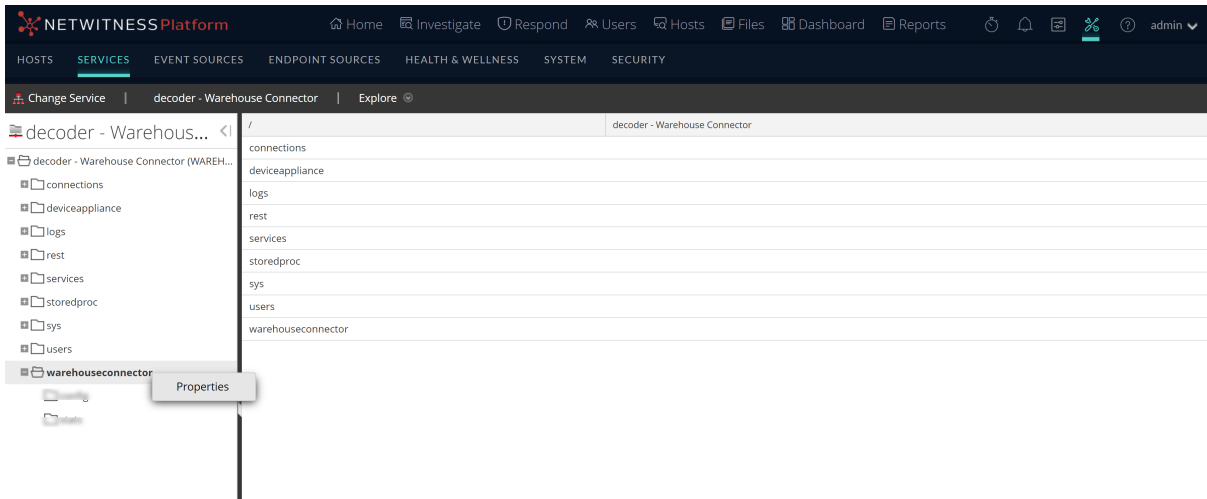 NETWITNESS Platform
Home Investigate Respond Users Hosts Files Dashboard Reports admin
HOSTS SERVICES EVENT SOURCES ENDPOINT SOURCES HEALTH & WELLNESS SYSTEM SECURITY
Change Service | decoder - Warehouse Connector | Explore
decoder - Warehous...
/ decoder - Warehouse Connector
decoder - Warehouse Connector (WAREH...
connections
deviceappliance
logs
rest
services
storedproc
sys
users
warehouseconnector
Properties
connections
deviceappliance
logs
rest
services
storedproc
sys
users
warehouseconnector